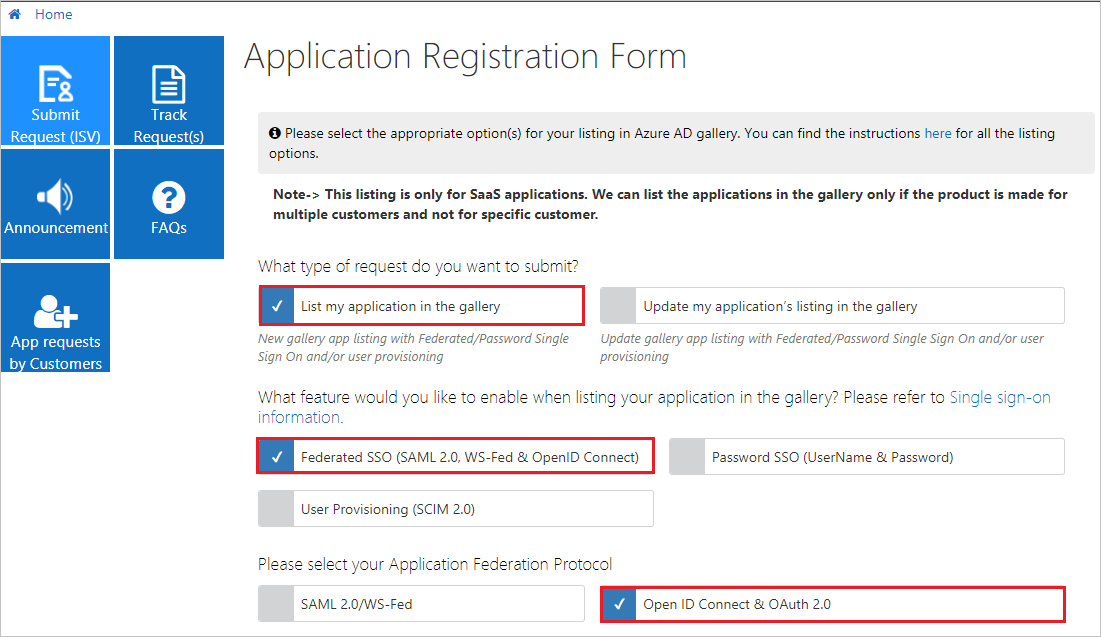 Home
Submit
Request (ISV)
Track
Request(s)
Announcement
FAQs
App requests
by Customers
Application Registration Form
Please select the appropriate option(s) for your listing in Azure AD gallery. You can find the instructions here for all the listing
options.
Note-> This listing is only for SaaS applications. We can list the applications in the gallery only if the product is made for
multiple customers and not for specific customer.
What type of request do you want to submit?
List my application in the gallery
Update my application's listing in the gallery
New gallery app listing with Federated/Password Single
Sign On and/or user provisioning
Update gallery app listing with Federated/Password Single Sign On and/or user
provisioning
What feature would you like to enable when listing your application in the gallery? Please refer to Single sign-on
information.
Federated SSO (SAML 2.0, WS-Fed & OpenID Connect)
Password SSO (UserName & Password)
User Provisioning (SCIM 2.0)
Please select your Application Federation Protocol
SAML 2.0/WS-Fed
Open ID Connect & OAuth 2.0